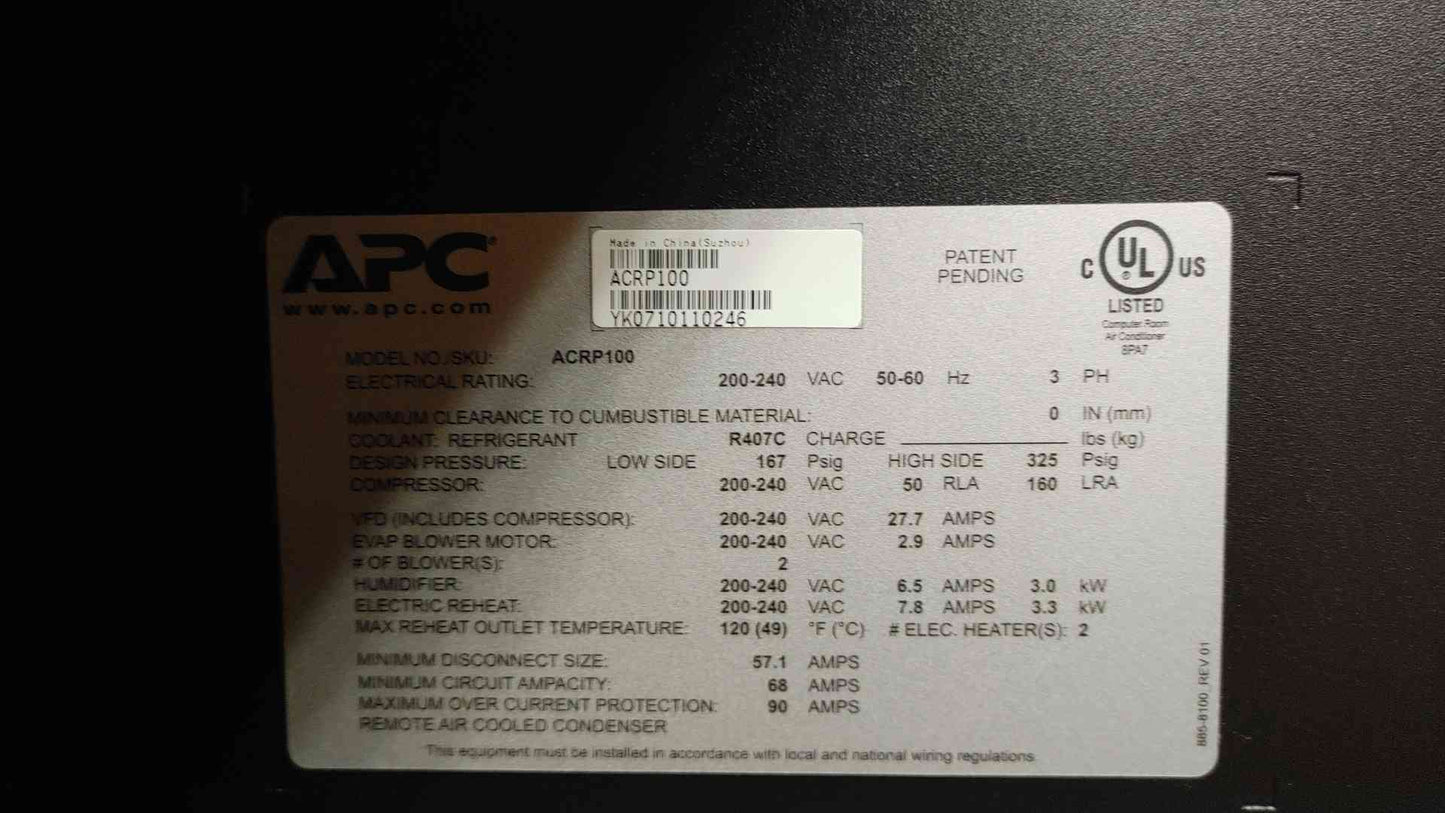 APC®
www.apc.com
Made in China(Suzhou)
ACRP100
YK0710110246
PATENT
PENDING
C UL® US
LISTED
Computer Room
Air Conditioner
8PA7
MODEL NO./SKU: ACRP100
ELECTRICAL RATING: 200-240 VAC 50-60 Hz 3 PH
MINIMUM CLEARANCE TO CUMBUSTIBLE MATERIAL: 0 IN (mm)
COOLANT: REFRIGERANT R407C CHARGE ____________ lbs (kg)
DESIGN PRESSURE: LOW SIDE 167 Psig HIGH SIDE 325 Psig
COMPRESSOR: 200-240 VAC 50 RLA 160 LRA
VFD (INCLUDES COMPRESSOR): 200-240 VAC 27.7 AMPS
EVAP BLOWER MOTOR: 200-240 VAC 2.9 AMPS
# OF BLOWER(S): 2
HUMIDIFIER: 200-240 VAC 6.5 AMPS 3.0 kW
ELECTRIC REHEAT: 200-240 VAC 7.8 AMPS 3.3 kW
MAX REHEAT OUTLET TEMPERATURE: 120 (49) °F (°C) # ELEC. HEATER(S): 2
MINIMUM DISCONNECT SIZE: 57.1 AMPS
MINIMUM CIRCUIT AMPACITY: 68 AMPS
MAXIMUM OVER CURRENT PROTECTION: 90 AMPS
REMOTE AIR COOLED CONDENSER
*This equipment must be installed in accordance with local and national wiring regulations
885-8100_REV 01